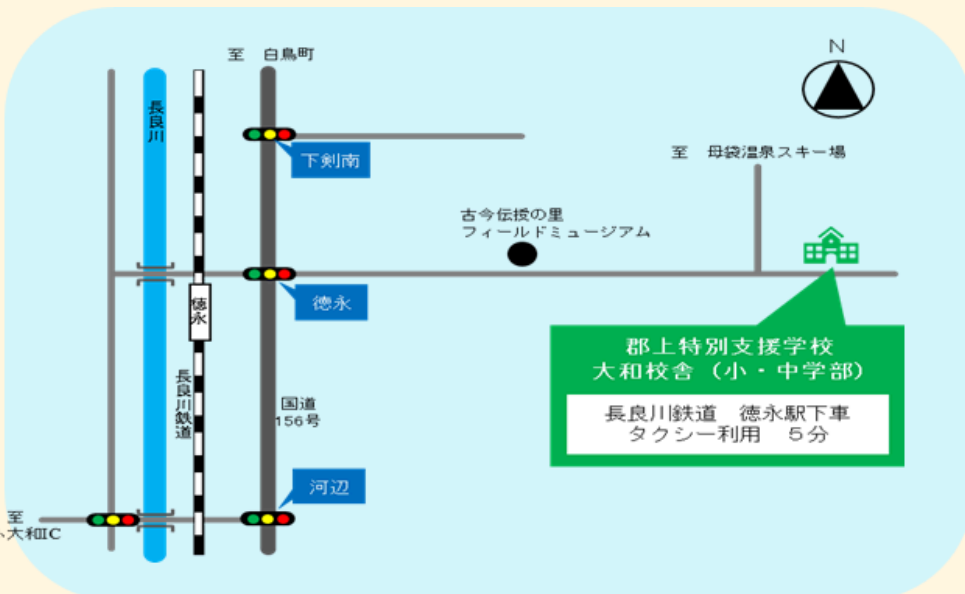 至　白鳥町
N
長良川
下剣南
至　母袋温泉スキー場
古今伝授の里
フィールドミュージアム
徳永
徳永
郡上特別支援学校
大和校舎（小・中学部）
長良川鉄道　徳永駅下車
タクシー利用　５分
長良川鉄道
国道
156号
河辺
至
大和IC